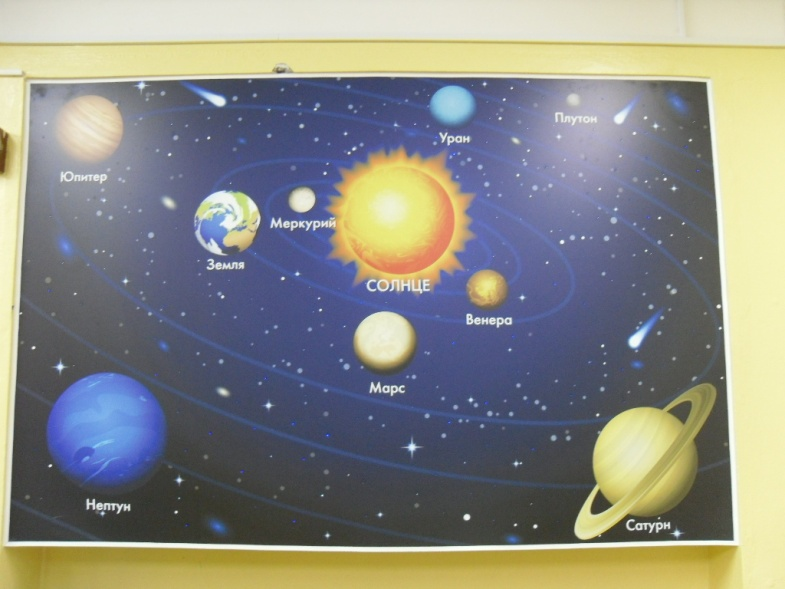 Плутон
Уран
Юпитер
Меркурий
Земля
СОЛНЦЕ
Венера
Марс
Нептун
Сатурн